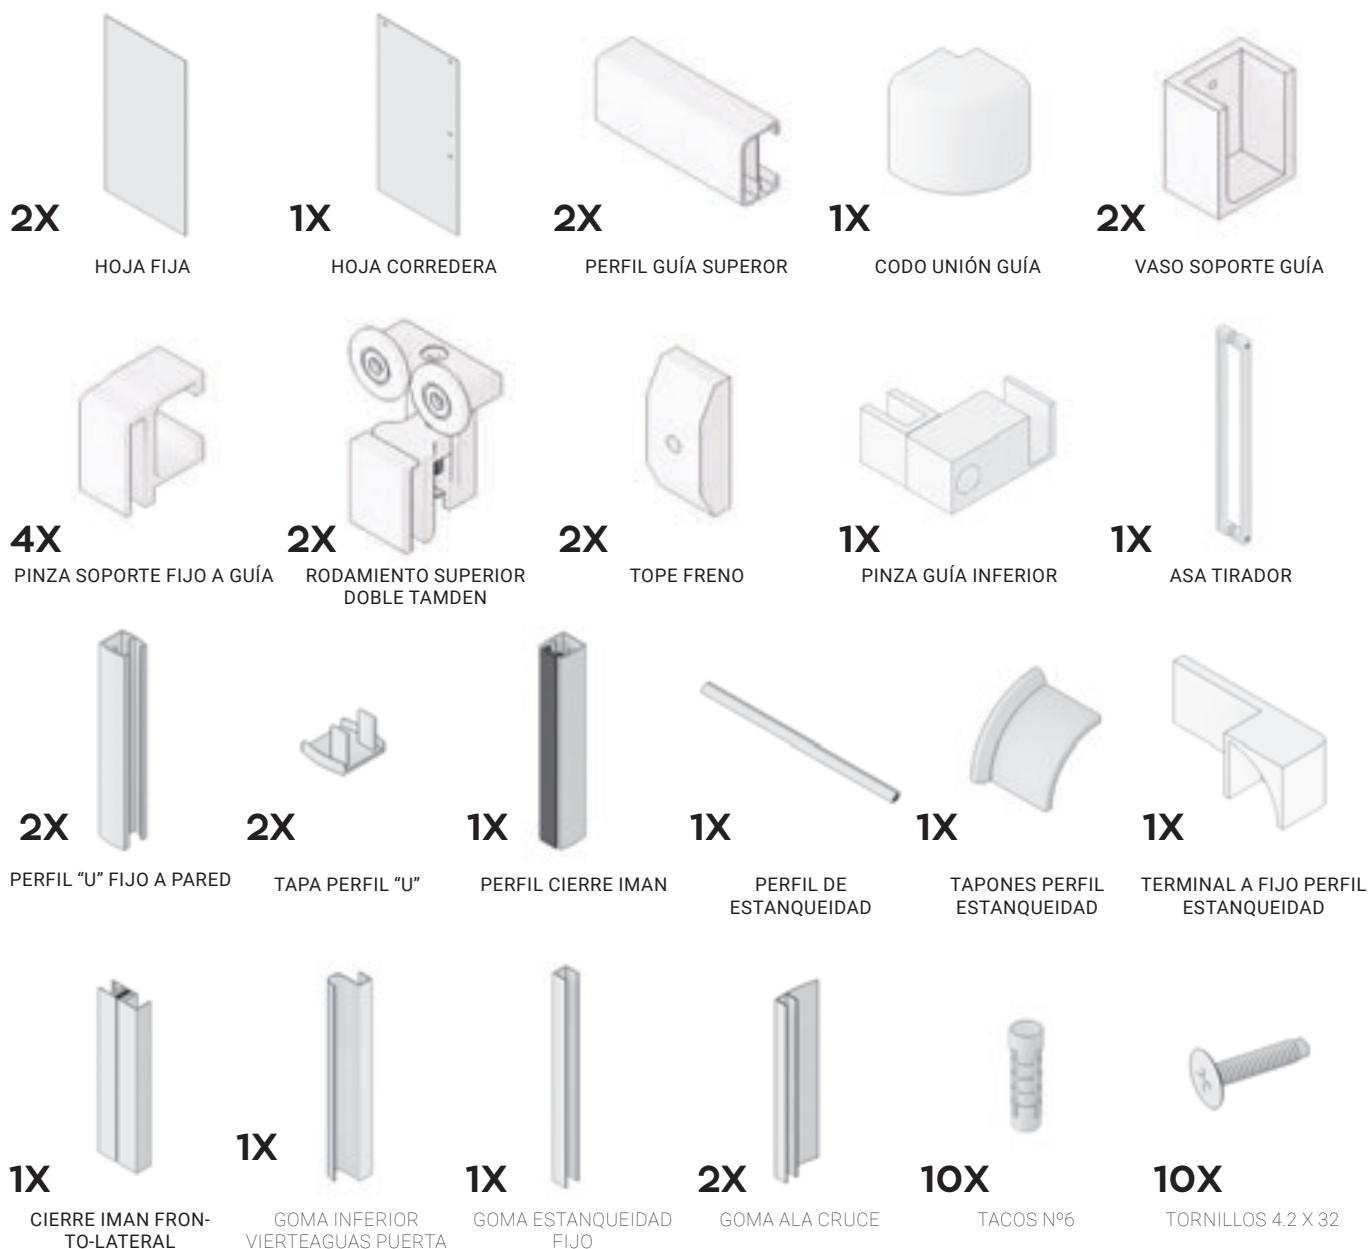 2X
1X
2X
1X
2X
HOJA FIJA
HOJA CORREDERA
PERFIL GUÍA SUPEROR
CODO UNIÓN GUÍA
VASO SOPORTE GUÍA
4X
2X
2X
1X
1X
PINZA SOPORTE FIJO A GUÍA
RODAMIENTO SUPERIOR
DOBLE TAMDEN
TOPE FRENO
PINZA GUÍA INFERIOR
ASA TIRADOR
2X
2X
1X
1X
1X
1X
PERFIL “U” FIJO A PARED
TAPA PERFIL “U”
PERFIL CIERRE IMAN
PERFIL DE
ESTANQUEIDAD
TAPONES PERFIL
ESTANQUEIDAD
TERMINAL A FIJO PERFIL
ESTANQUEIDAD
1X
1X
1X
2X
10X
10X
CIERRE IMAN FRON-
TO-LATERAL
GOMA INFERIOR
VIERTEAGUAS PUERTA
GOMA ESTANQUEIDAD
FIJO
GOMA ALA CRUCE
TACOS Nº6
TORNILLOS 4.2 X 32